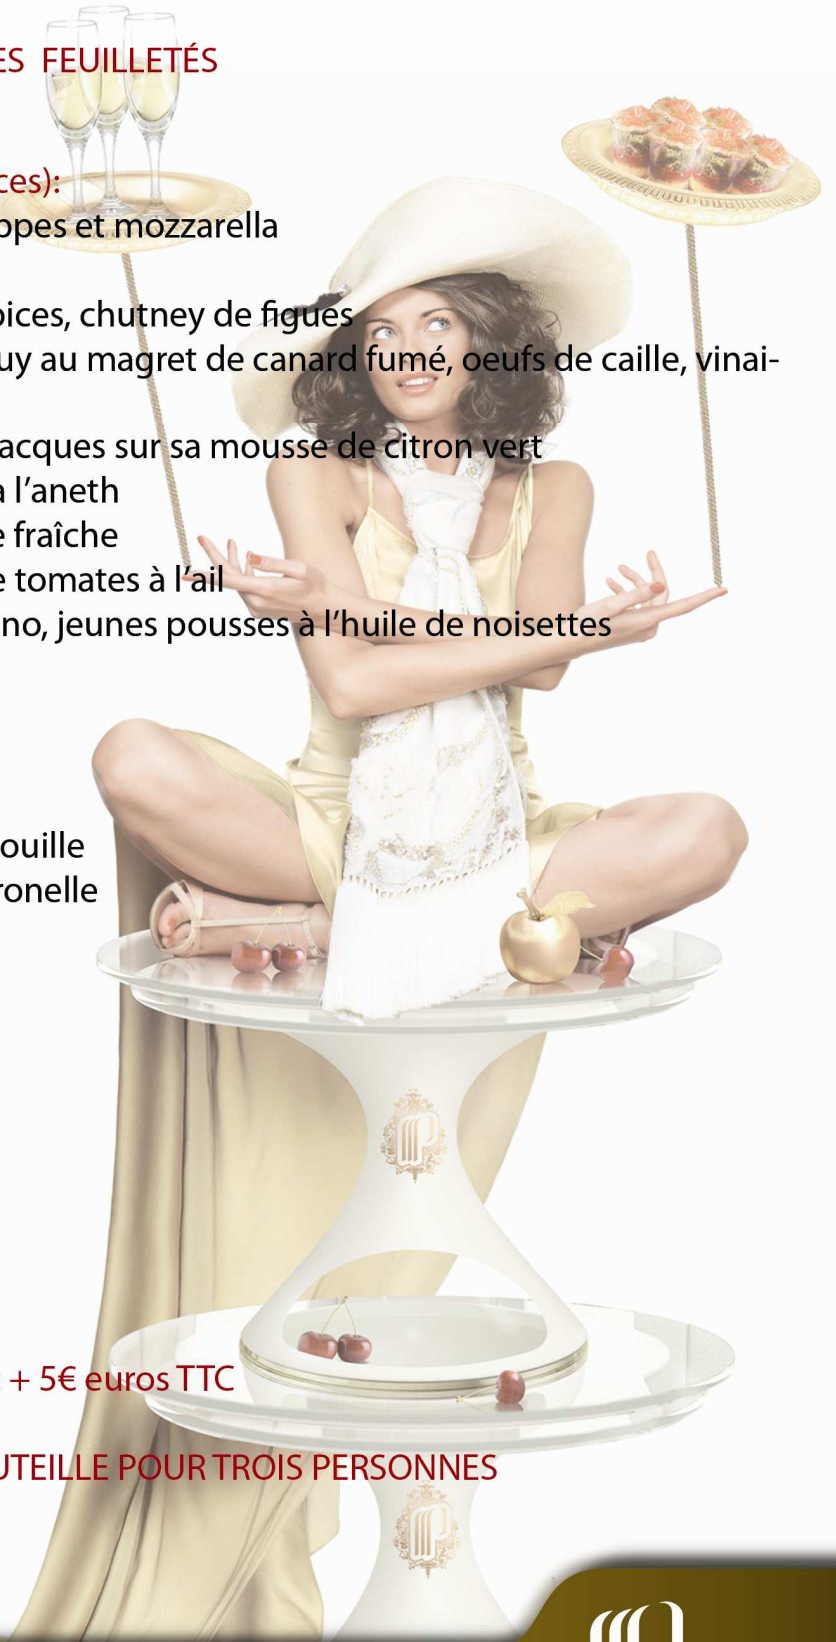 ES FEUILLETÉS
ces):
ppes et mozzarella
pices, chutney de figues
uy au magret de canard fumé, oeufs de caille, vinai-
acques sur sa mousse de citron vert
à l'aneth
e fraîche
e tomates à l'ail
no, jeunes pousses à l'huile de noisettes
ouille
ronelle
+ 5€ euros TTC
UTEILLE POUR TROIS PERSONNES